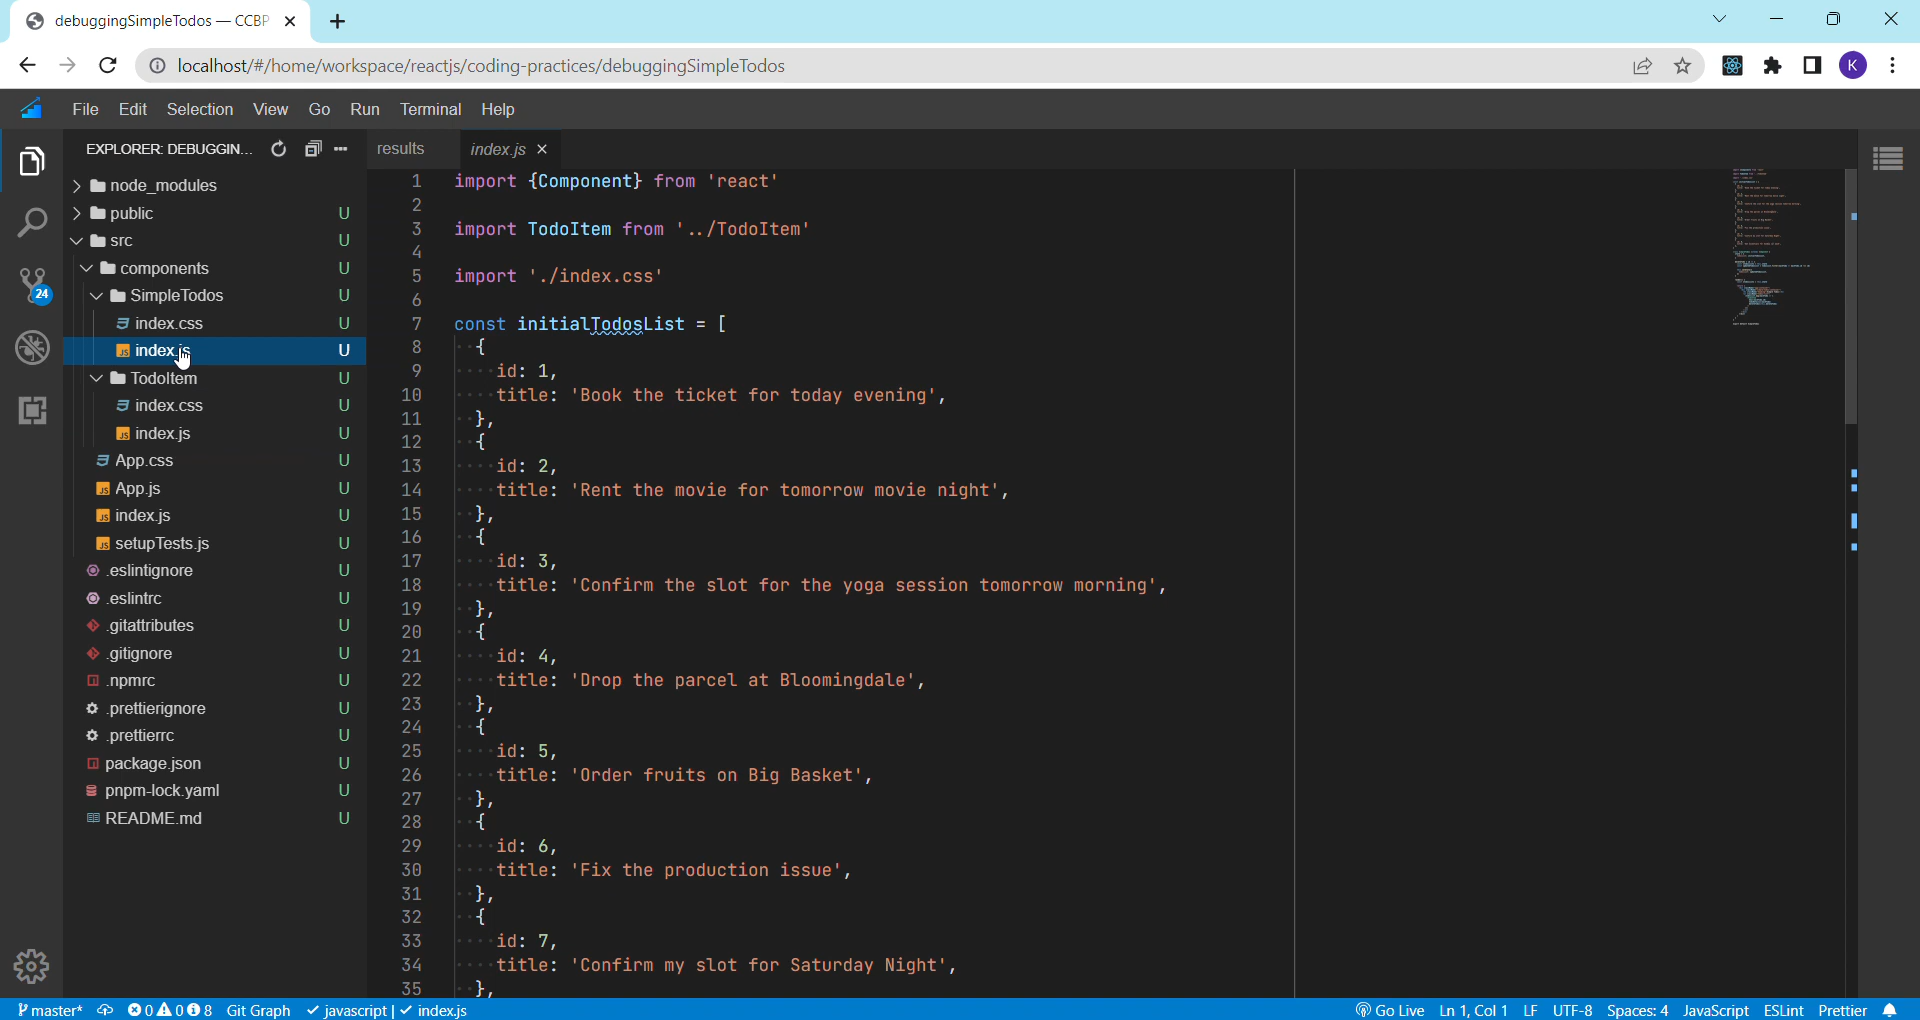 debuggingSimpleTodos — CCBP
localhost/#/home/workspace/reactjs/coding-practices/debuggingSimpleTodos
K
File Edit Selection View Go Run Terminal Help
EXPLORER: DEBUGGIN...
node_modules
public U
src U
components U
SimpleTodos U
index.css U
JS index.js U
TodoItem U
index.css U
JS index.js U
App.css U
JS App.js U
JS index.js U
JS setupTests.js U
.eslintignore U
.eslintrc U
.gitattributes U
.gitignore U
.npmrc U
.prettierignore U
.prettierrc U
package.json U
pnpm-lock.yaml U
README.md U
24
results index.js
1 import {Component} from 'react'
2
3 import TodoItem from '../TodoItem'
4
5 import './index.css'
6
7 const initialTodosList = [
8 {
9 id: 1,
10 title: 'Book the ticket for today evening',
11 },
12 {
13 id: 2,
14 title: 'Rent the movie for tomorrow movie night',
15 },
16 {
17 id: 3,
18 title: 'Confirm the slot for the yoga session tomorrow morning',
19 },
20 {
21 id: 4,
22 title: 'Drop the parcel at Bloomingdale',
23 },
24 {
25 id: 5,
26 title: 'Order fruits on Big Basket',
27 },
28 {
29 id: 6,
30 title: 'Fix the production issue',
31 },
32 {
33 id: 7,
34 title: 'Confirm my slot for Saturday Night',
35 },
master* 0 0 8 Git Graph javascript | index.js Go Live Ln 1, Col 1 LF UTF-8 Spaces: 4 JavaScript ESLint Prettier